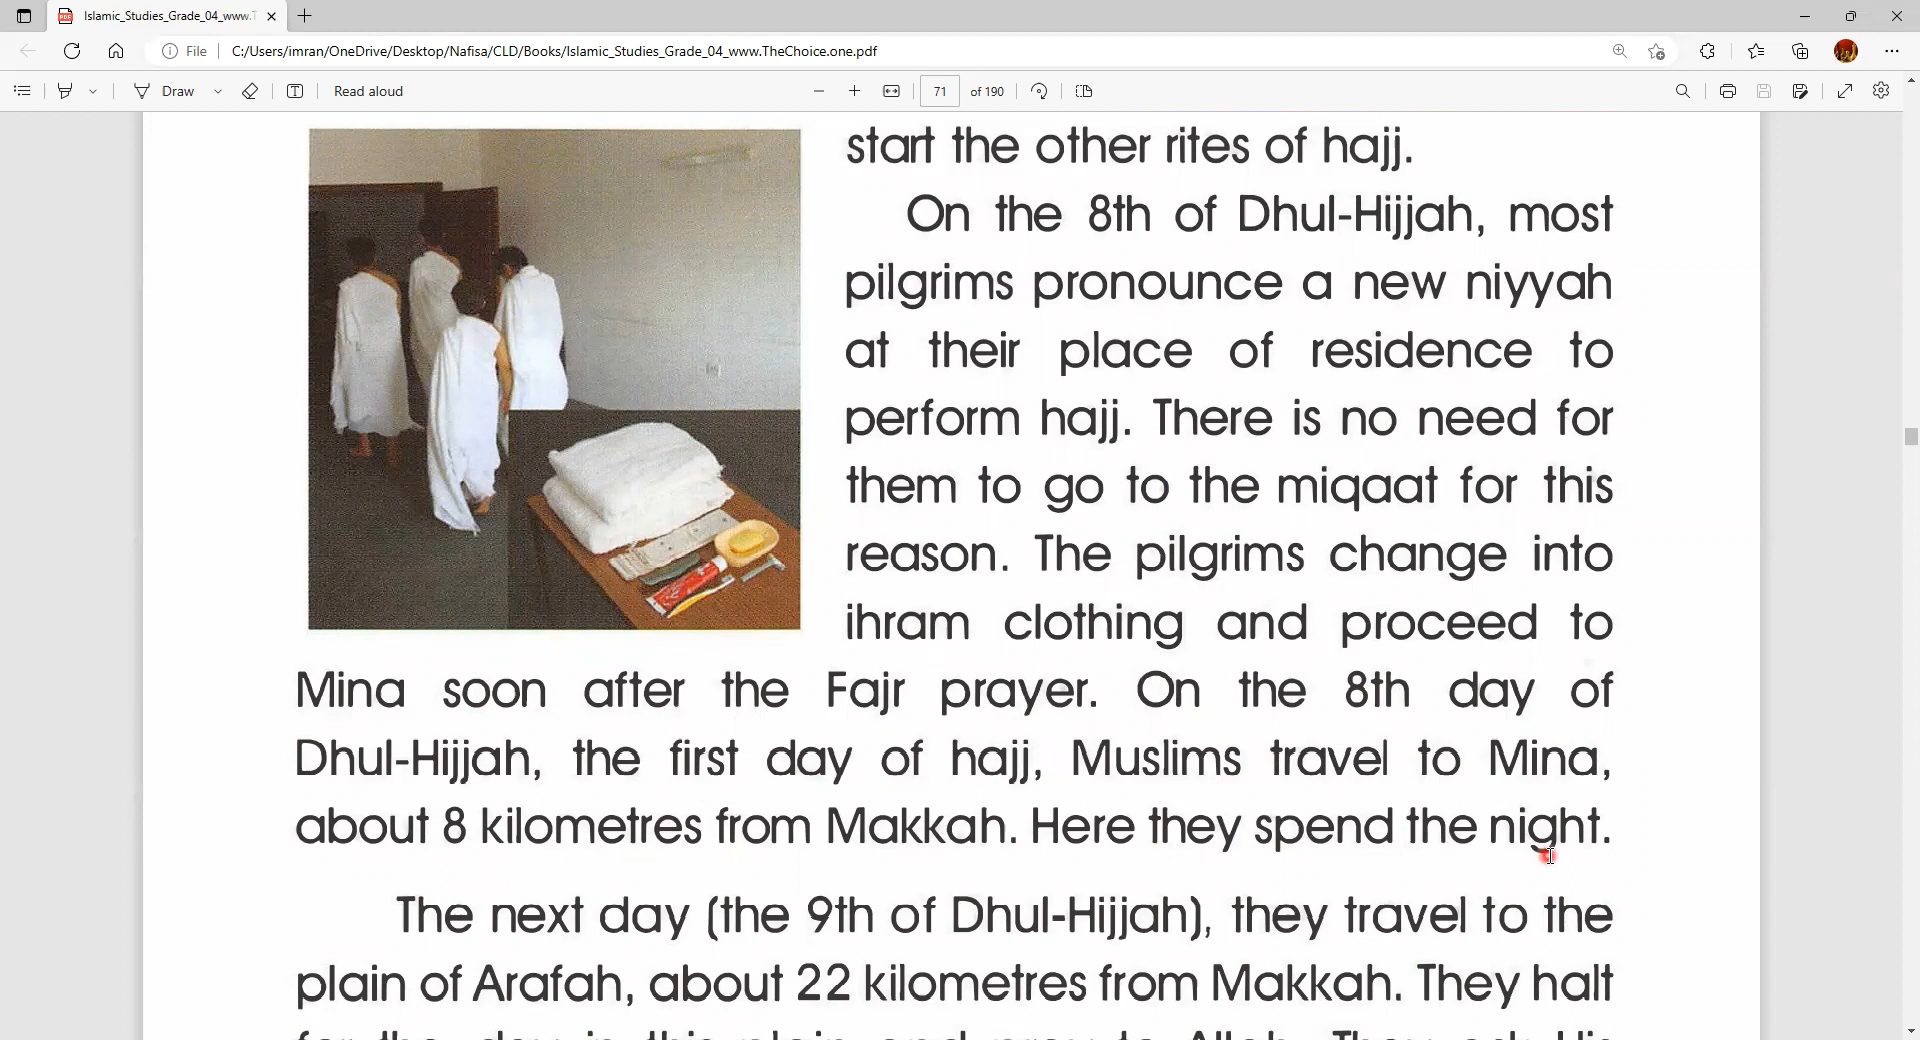 Islamic_Studies_Grade_04_www.T
File
C:/Users/imran/OneDrive/Desktop/Nafisa/CLD/Books/Islamic_Studies_Grade_04_www.TheChoice.one.pdf
Draw
Read aloud
71 of 190
start the other rites of hajj.
On the 8th of Dhul-Hijjah, most
pilgrims pronounce a new niyyah
at their place of residence to
perform hajj. There is no need for
them to go to the miqaat for this
reason. The pilgrims change into
ihram clothing and proceed to
Mina soon after the Fajr prayer. On the 8th day of
Dhul-Hijjah, the first day of hajj, Muslims travel to Mina,
about 8 kilometres from Makkah. Here they spend the night.
The next day (the 9th of Dhul-Hijjah), they travel to the
plain of Arafah, about 22 kilometres from Makkah. They halt